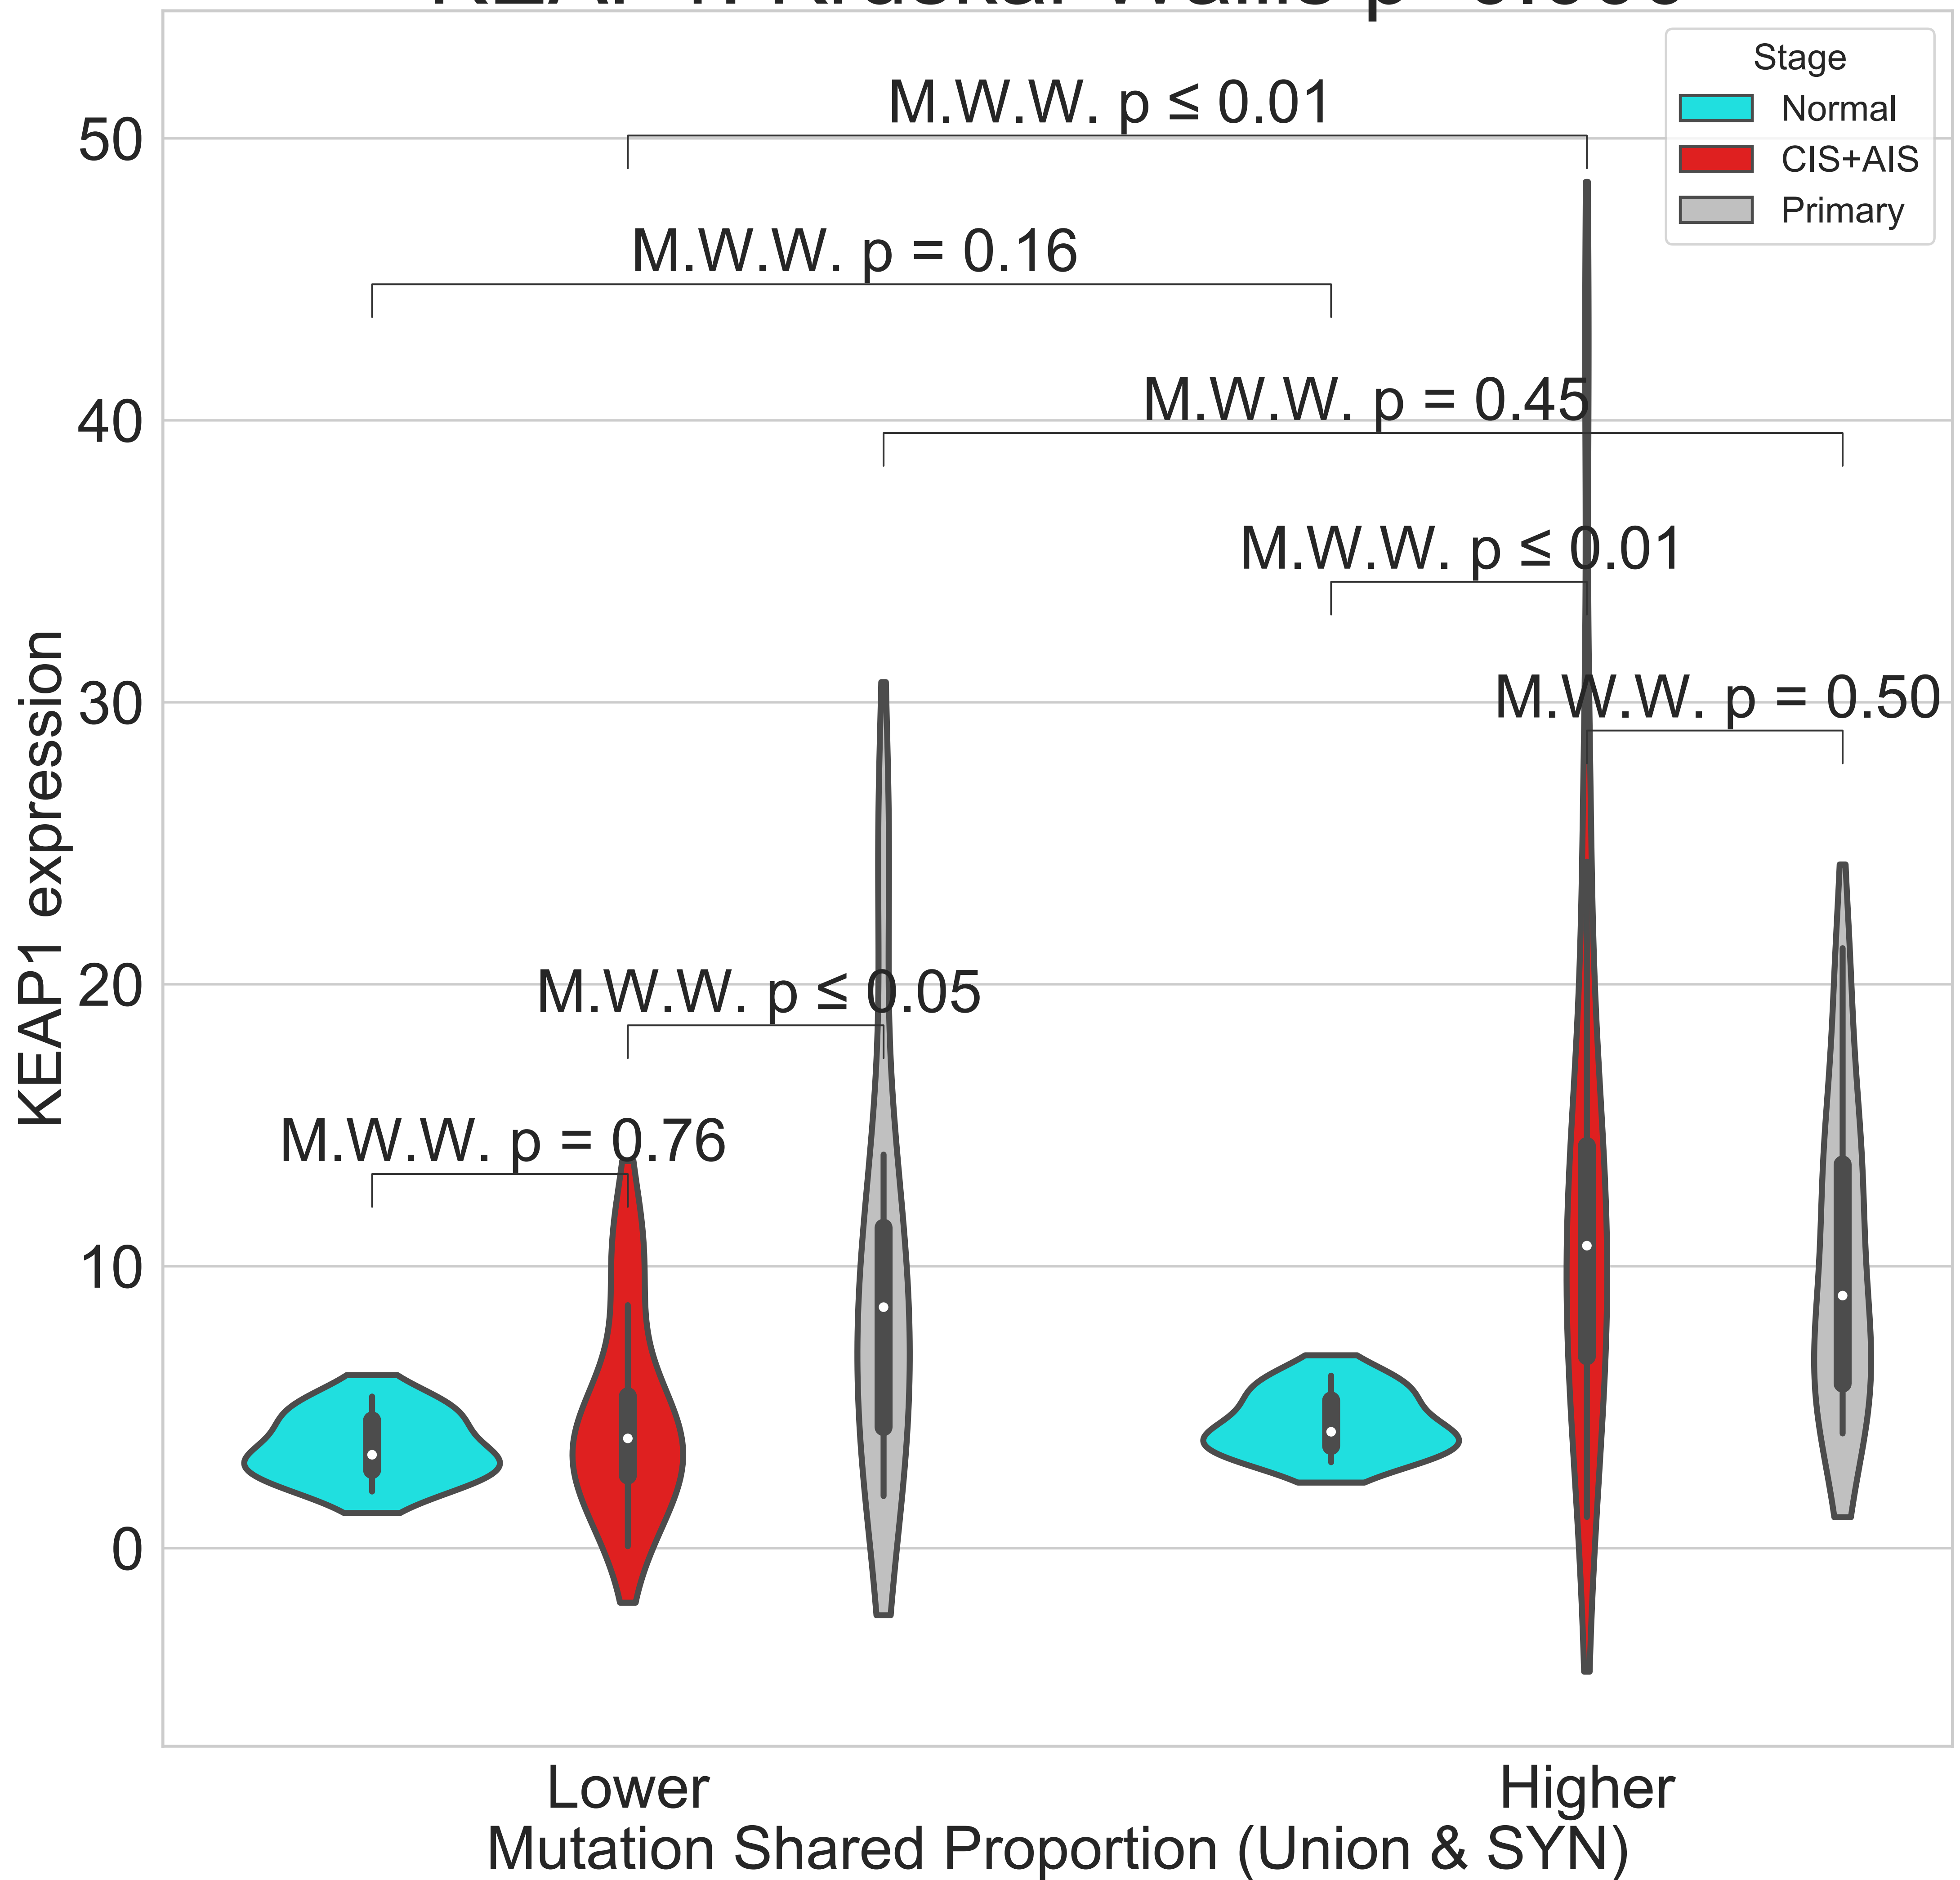 Stage
Normal
CIS+AIS
Primary
M.W.W. p ≤ 0.01
M.W.W. p = 0.16
M.W.W. p = 0.45
M.W.W. p ≤ 0.01
M.W.W. p = 0.50
M.W.W. p ≤ 0.05
M.W.W. p = 0.76
KEAP1 expression
50
40
30
20
10
0
Lower
Higher
Mutation Shared Proportion (Union & SYN)